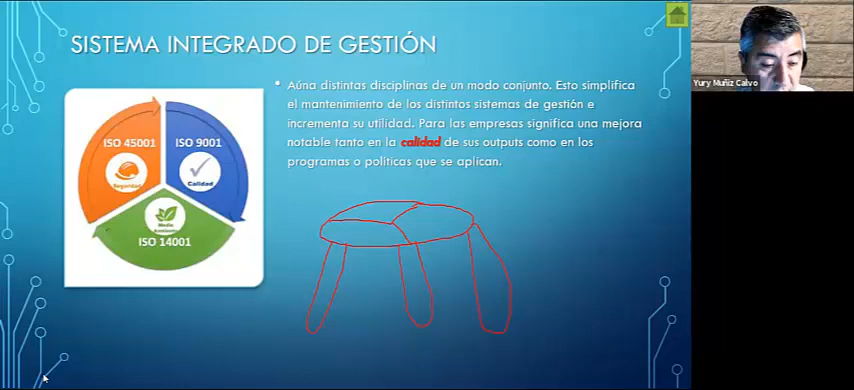 SISTEMA INTEGRADO DE GESTIÓN
ISO 45001
Seguridad
ISO 9001
Calidad
Medio
Ambiente
ISO 14001
• Aúna distintas disciplinas de un modo conjunto. Esto simplifica
el mantenimiento de los distintos sistemas de gestión e
incrementa su utilidad. Para las empresas significa una mejora
notable tanto en la calidad de sus outputs como en los
programas o políticas que se aplican.
Yury Muñiz Calvo